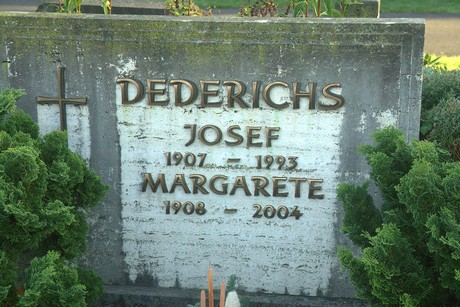 DEDERICHS
JOSEF
1907 – 1993
MARGARETE
1908 – 2004